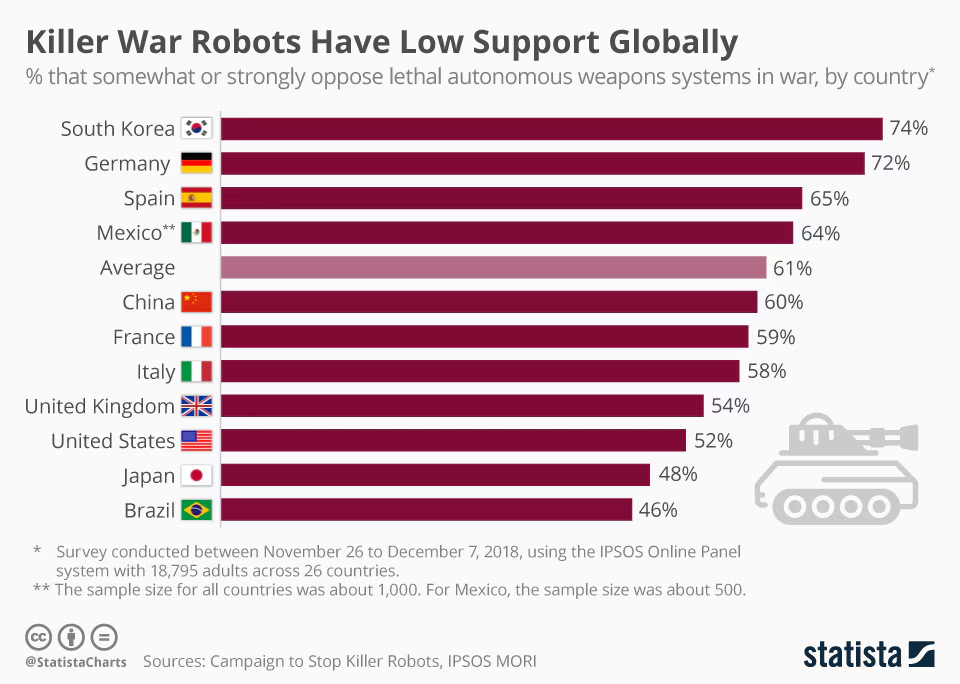 Killer War Robots Have Low Support Globally
% that somewhat or strongly oppose lethal autonomous weapons systems in war, by country*
South Korea 74%
Germany 72%
Spain 65%
Mexico** 64%
Average 61%
China 60%
France 59%
Italy 58%
United Kingdom 54%
United States 52%
Japan 48%
Brazil 46%
* Survey conducted between November 26 to December 7, 2018, using the IPSOS Online Panel
system with 18,795 adults across 26 countries.
** The sample size for all countries was about 1,000. For Mexico, the sample size was about 500.
cc
@StatistaCharts Sources: Campaign to Stop Killer Robots, IPSOS MORI
statista